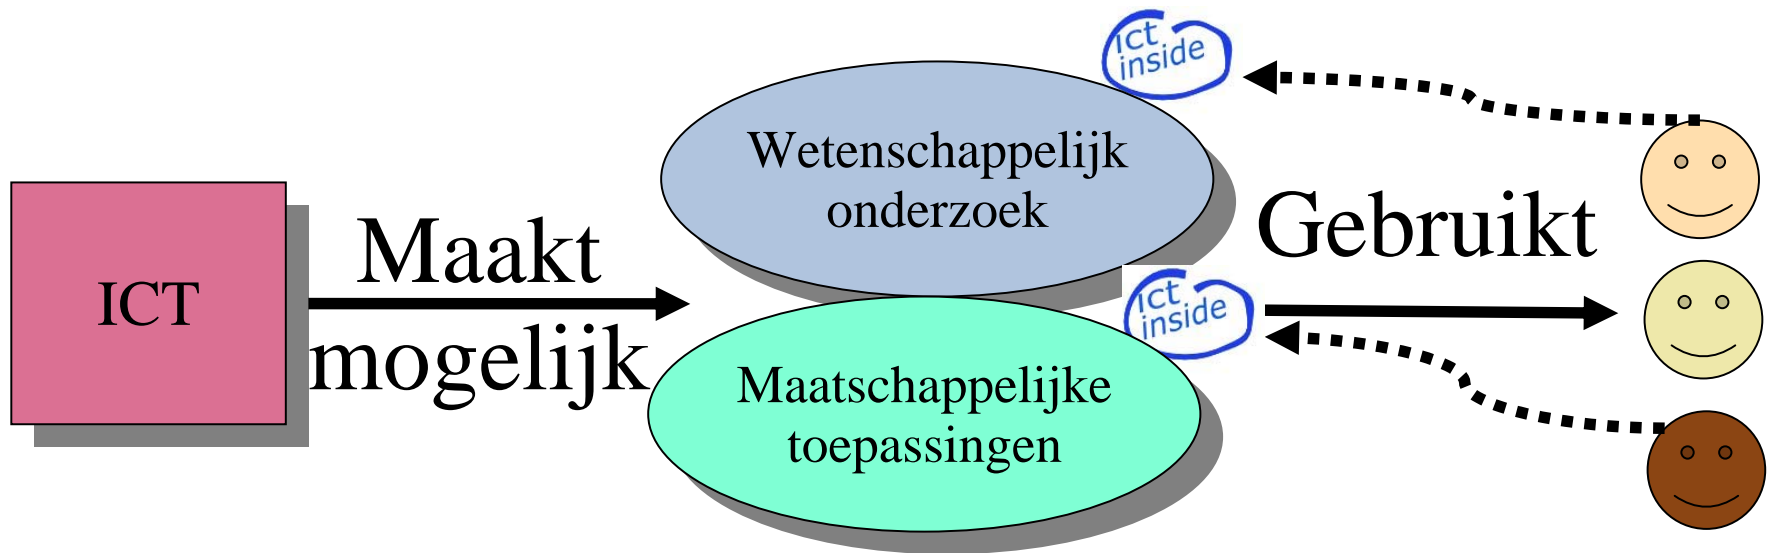 ICT
Maakt
mogelijk
Wetenschappelijk
onderzoek
ict
inside
Maatschappelijke
toepassingen
ict
inside
Gebruikt